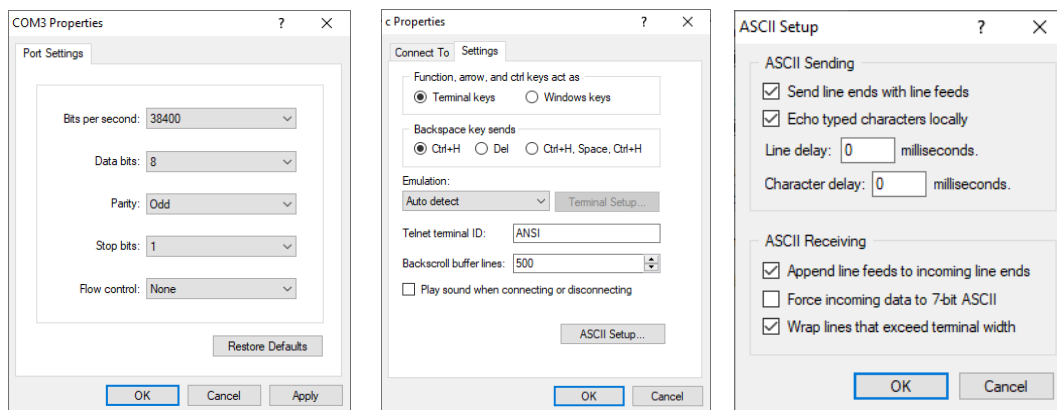 COM3 Properties
Port Settings
Bits per second: 38400
Data bits: 8
Parity: Odd
Stop bits: 1
Flow control: None
Restore Defaults
OK Cancel Apply
c Properties
Connect To Settings
Function, arrow, and ctrl keys act as
Terminal keys Windows keys
Backspace key sends
Ctrl+H Del Ctrl+H, Space, Ctrl+H
Emulation:
Auto detect Terminal Setup...
Telnet terminal ID: ANSI
Backscroll buffer lines: 500
Play sound when connecting or disconnecting
ASCII Setup...
OK Cancel
ASCII Setup
ASCII Sending
Send line ends with line feeds
Echo typed characters locally
Line delay: 0 milliseconds.
Character delay: 0 milliseconds.
ASCII Receiving
Append line feeds to incoming line ends
Force incoming data to 7-bit ASCII
Wrap lines that exceed terminal width
OK Cancel